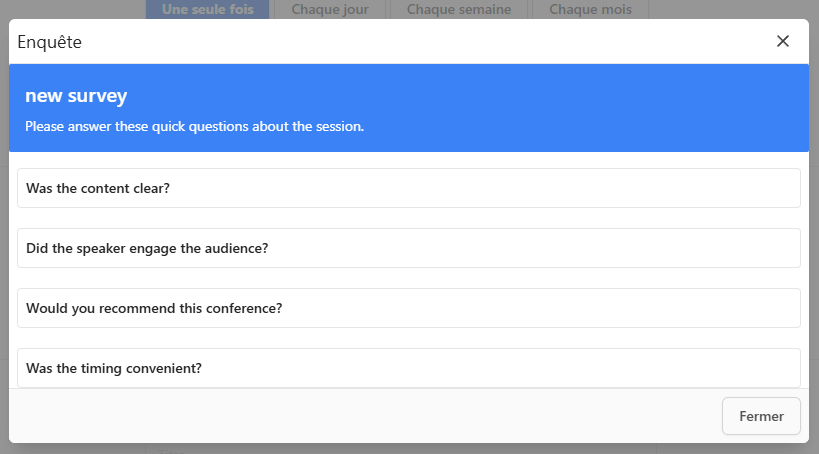 Une seule fois Chaque jour Chaque semaine Chaque mois
Enquête
new survey
Please answer these quick questions about the session.
Was the content clear?
Did the speaker engage the audience?
Would you recommend this conference?
Was the timing convenient?
Fermer